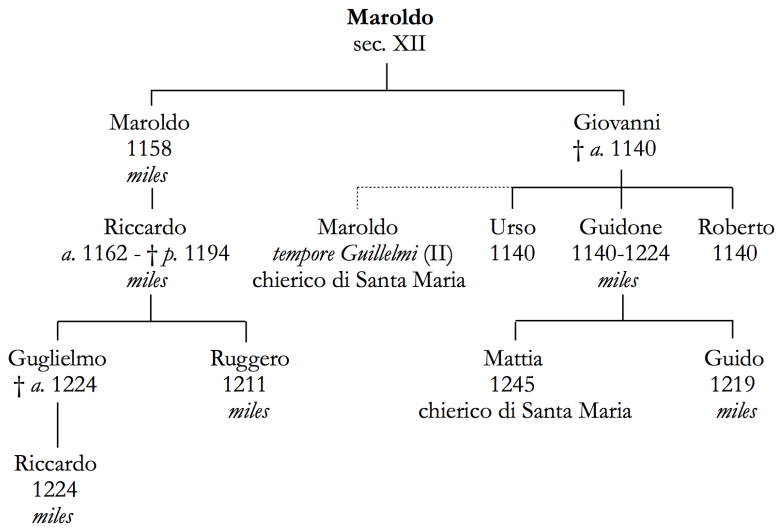 Maroldo
sec. XII
Maroldo
1158
miles
Giovanni
† a. 1140
Riccardo
a. 1162 - † p. 1194
miles
Maroldo
tempore Guillelmi (II)
chierico di Santa Maria
Urso
1140
Guidone
1140-1224
miles
Roberto
1140
Guglielmo
† a. 1224
Ruggero
1211
miles
Mattia
1245
chierico di Santa Maria
Guido
1219
miles
Riccardo
1224
miles